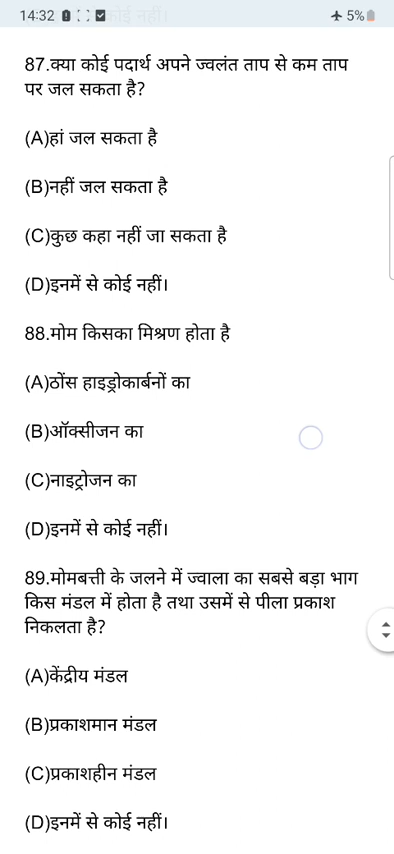 14:32
5%
87.क्या कोई पदार्थ अपने ज्वलंत ताप से कम ताप
पर जल सकता है?
(A)हां जल सकता है
(B)नहीं जल सकता है
(C)कुछ कहा नहीं जा सकता है
(D)इनमें से कोई नहीं।
88.मोम किसका मिश्रण होता है
(A)ठोंस हाइड्रोकार्बनों का
(B)ऑक्सीजन का
(C)नाइट्रोजन का
(D)इनमें से कोई नहीं।
89.मोमबत्ती के जलने में ज्वाला का सबसे बड़ा भाग
किस मंडल में होता है तथा उसमें से पीला प्रकाश
निकलता है?
(A)केंद्रीय मंडल
(B)प्रकाशमान मंडल
(C)प्रकाशहीन मंडल
(D)इनमें से कोई नहीं।